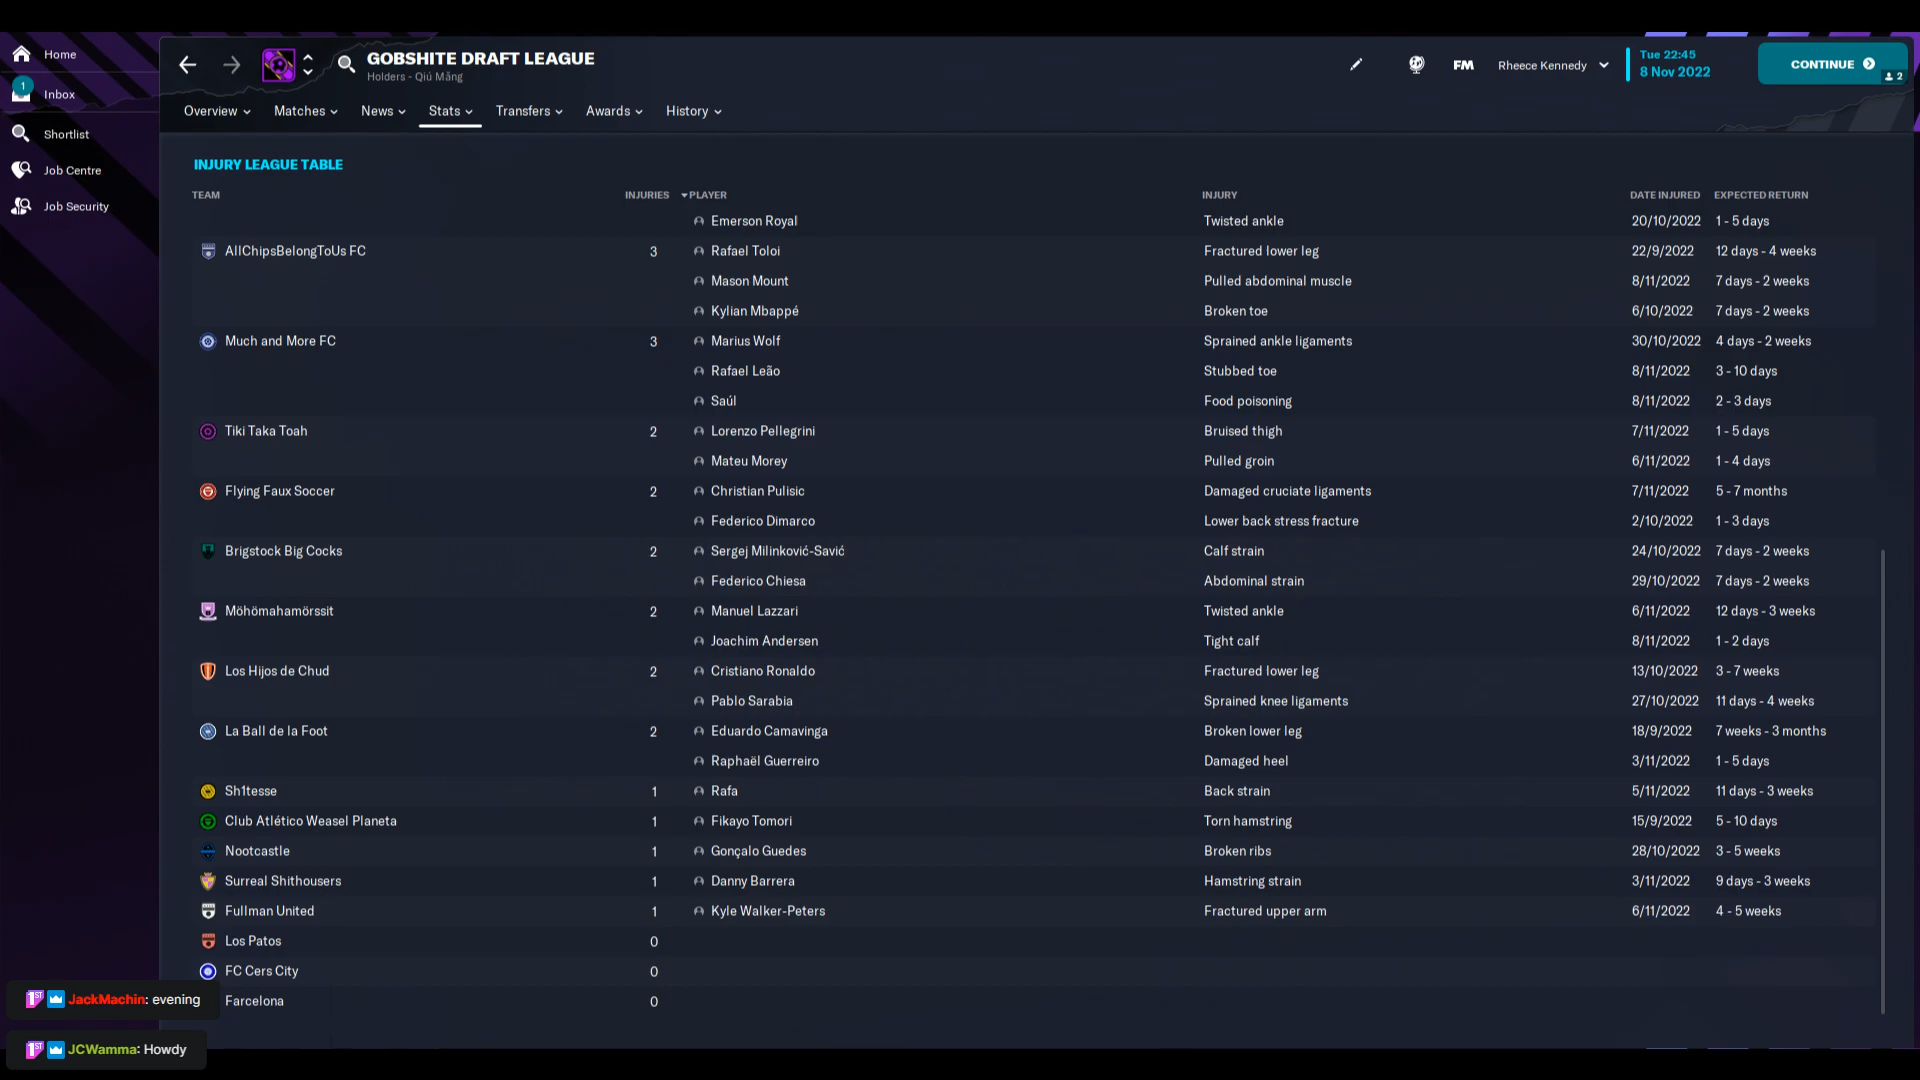 Home
1
Inbox
Shortlist
Job Centre
Job Security
GOBSHITE DRAFT LEAGUE
Holders - Qiú Mǎng
FM
Rheece Kennedy
Tue 22:45
8 Nov 2022
CONTINUE
2
Overview Matches News Stats Transfers Awards History
INJURY LEAGUE TABLE
TEAM INJURIES PLAYER INJURY DATE INJURED EXPECTED RETURN
Emerson Royal Twisted ankle 20/10/2022 1 - 5 days
AllChipsBelongToUs FC 3 Rafael Toloi Fractured lower leg 22/9/2022 12 days - 4 weeks
Mason Mount Pulled abdominal muscle 8/11/2022 7 days - 2 weeks
Kylian Mbappé Broken toe 6/10/2022 7 days - 2 weeks
Much and More FC 3 Marius Wolf Sprained ankle ligaments 30/10/2022 4 days - 2 weeks
Rafael Leão Stubbed toe 8/11/2022 3 - 10 days
Saúl Food poisoning 8/11/2022 2 - 3 days
Tiki Taka Toah 2 Lorenzo Pellegrini Bruised thigh 7/11/2022 1 - 5 days
Mateu Morey Pulled groin 6/11/2022 1 - 4 days
Flying Faux Soccer 2 Christian Pulisic Damaged cruciate ligaments 7/11/2022 5 - 7 months
Federico Dimarco Lower back stress fracture 2/10/2022 1 - 3 days
Brigstock Big Cocks 2 Sergej Milinković-Savić Calf strain 24/10/2022 7 days - 2 weeks
Federico Chiesa Abdominal strain 29/10/2022 7 days - 2 weeks
Möhömahamörssit 2 Manuel Lazzari Twisted ankle 6/11/2022 12 days - 3 weeks
Joachim Andersen Tight calf 8/11/2022 1 - 2 days
Los Hijos de Chud 2 Cristiano Ronaldo Fractured lower leg 13/10/2022 3 - 7 weeks
Pablo Sarabia Sprained knee ligaments 27/10/2022 11 days - 4 weeks
La Ball de la Foot 2 Eduardo Camavinga Broken lower leg 18/9/2022 7 weeks - 3 months
Raphaël Guerreiro Damaged heel 3/11/2022 1 - 5 days
Sh1tesse 1 Rafa Back strain 5/11/2022 11 days - 3 weeks
Club Atlético Weasel Planeta 1 Fikayo Tomori Torn hamstring 15/9/2022 5 - 10 days
Nootcastle 1 Gonçalo Guedes Broken ribs 28/10/2022 3 - 5 weeks
Surreal Shithousers 1 Danny Barrera Hamstring strain 3/11/2022 9 days - 3 weeks
Fullman United 1 Kyle Walker-Peters Fractured upper arm 6/11/2022 4 - 5 weeks
Los Patos 0
FC Cers City 0
Farcelona 0
1ST JackMachin: evening
1ST JCWamma: Howdy